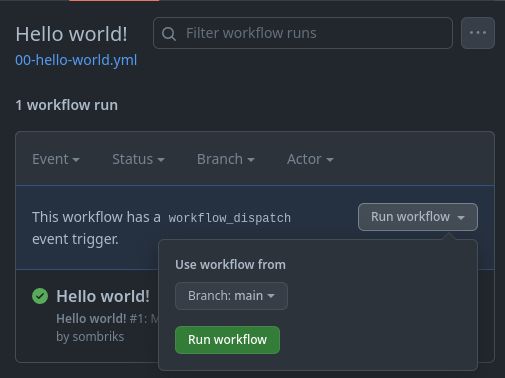 Hello world!
Filter workflow runs
00-hello-world.yml
1 workflow run
Event
Status
Branch
Actor
This workflow has a workflow_dispatch
event trigger.
Run workflow
Use workflow from
Branch: main
Run workflow
Hello world!
Hello world! #1:
by sombriks